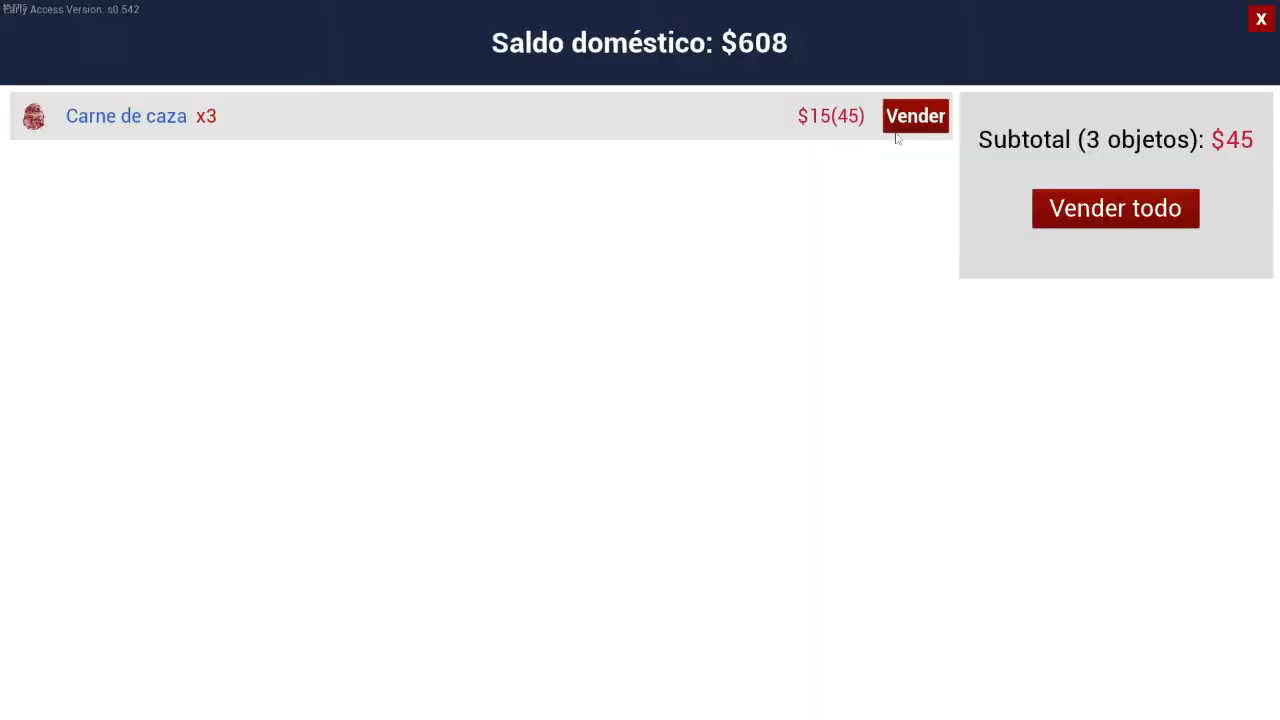 Early Access Version: s0.542
X
Saldo doméstico: $608
Carne de caza x3 $15(45) Vender
Subtotal (3 objetos): $45
Vender todo